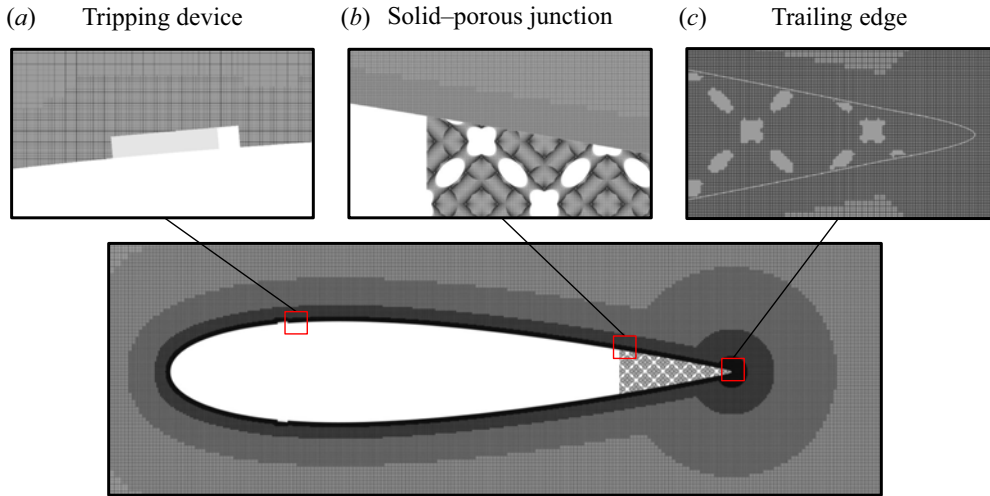 (a) Tripping device
(b) Solid–porous junction
(c) Trailing edge